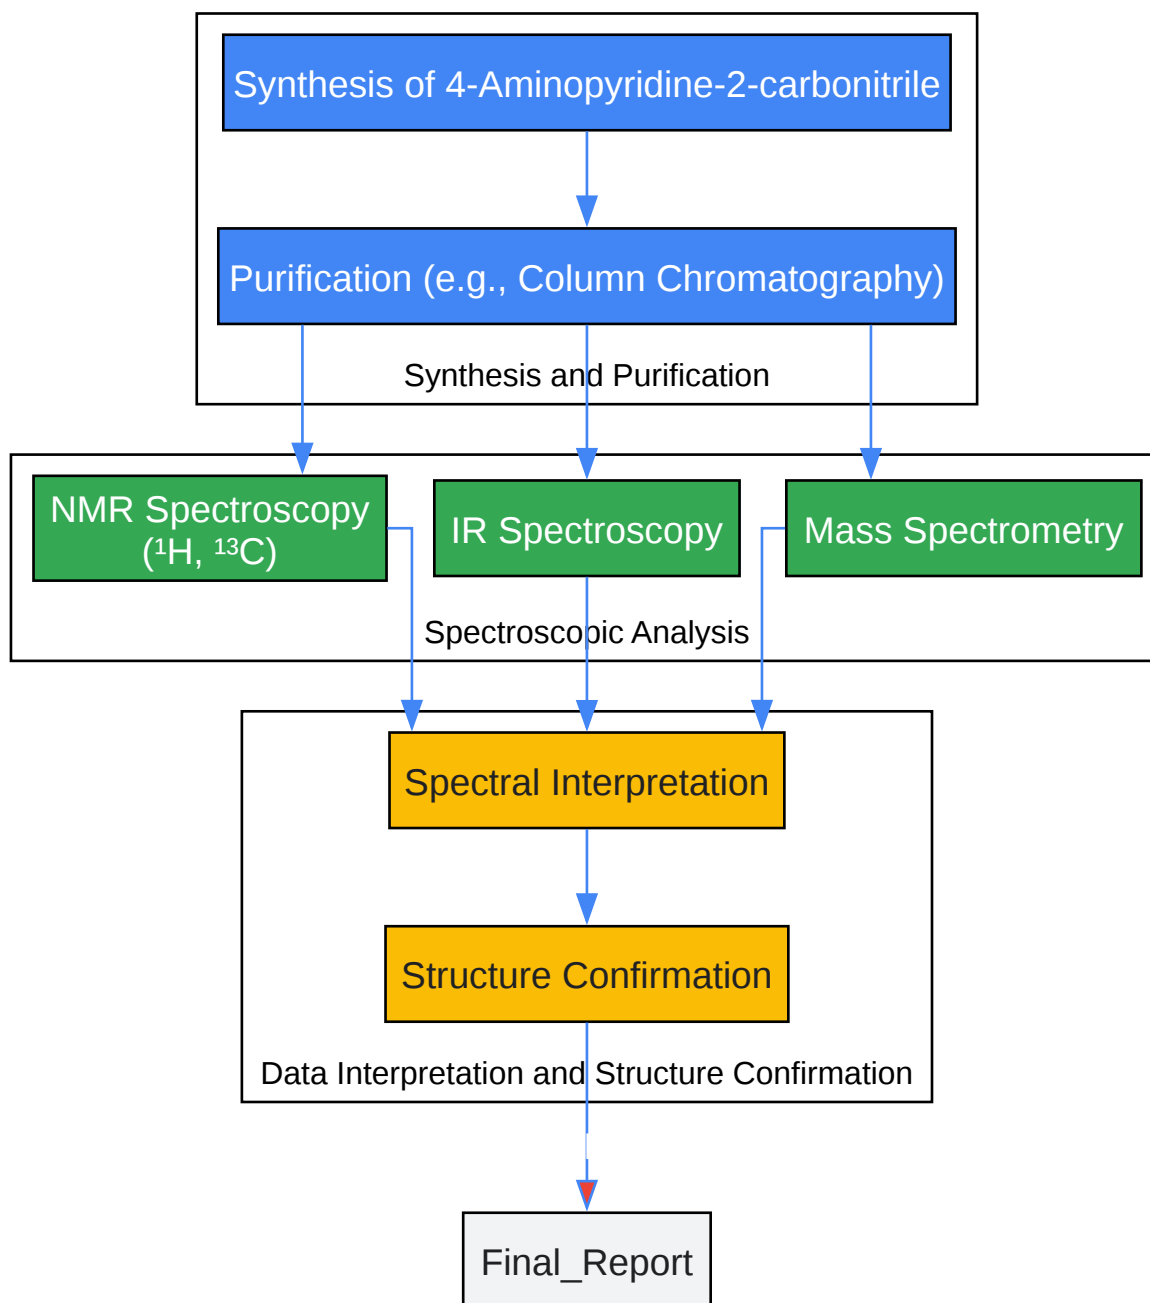 Synthesis of 4-Aminopyridine-2-carbonitrile
Purification (e.g., Column Chromatography)
Synthesis and Purification
NMR Spectroscopy
(¹H, ¹³C)
IR Spectroscopy
Mass Spectrometry
Spectroscopic Analysis
Spectral Interpretation
Structure Confirmation
Data Interpretation and Structure Confirmation
Final_Report